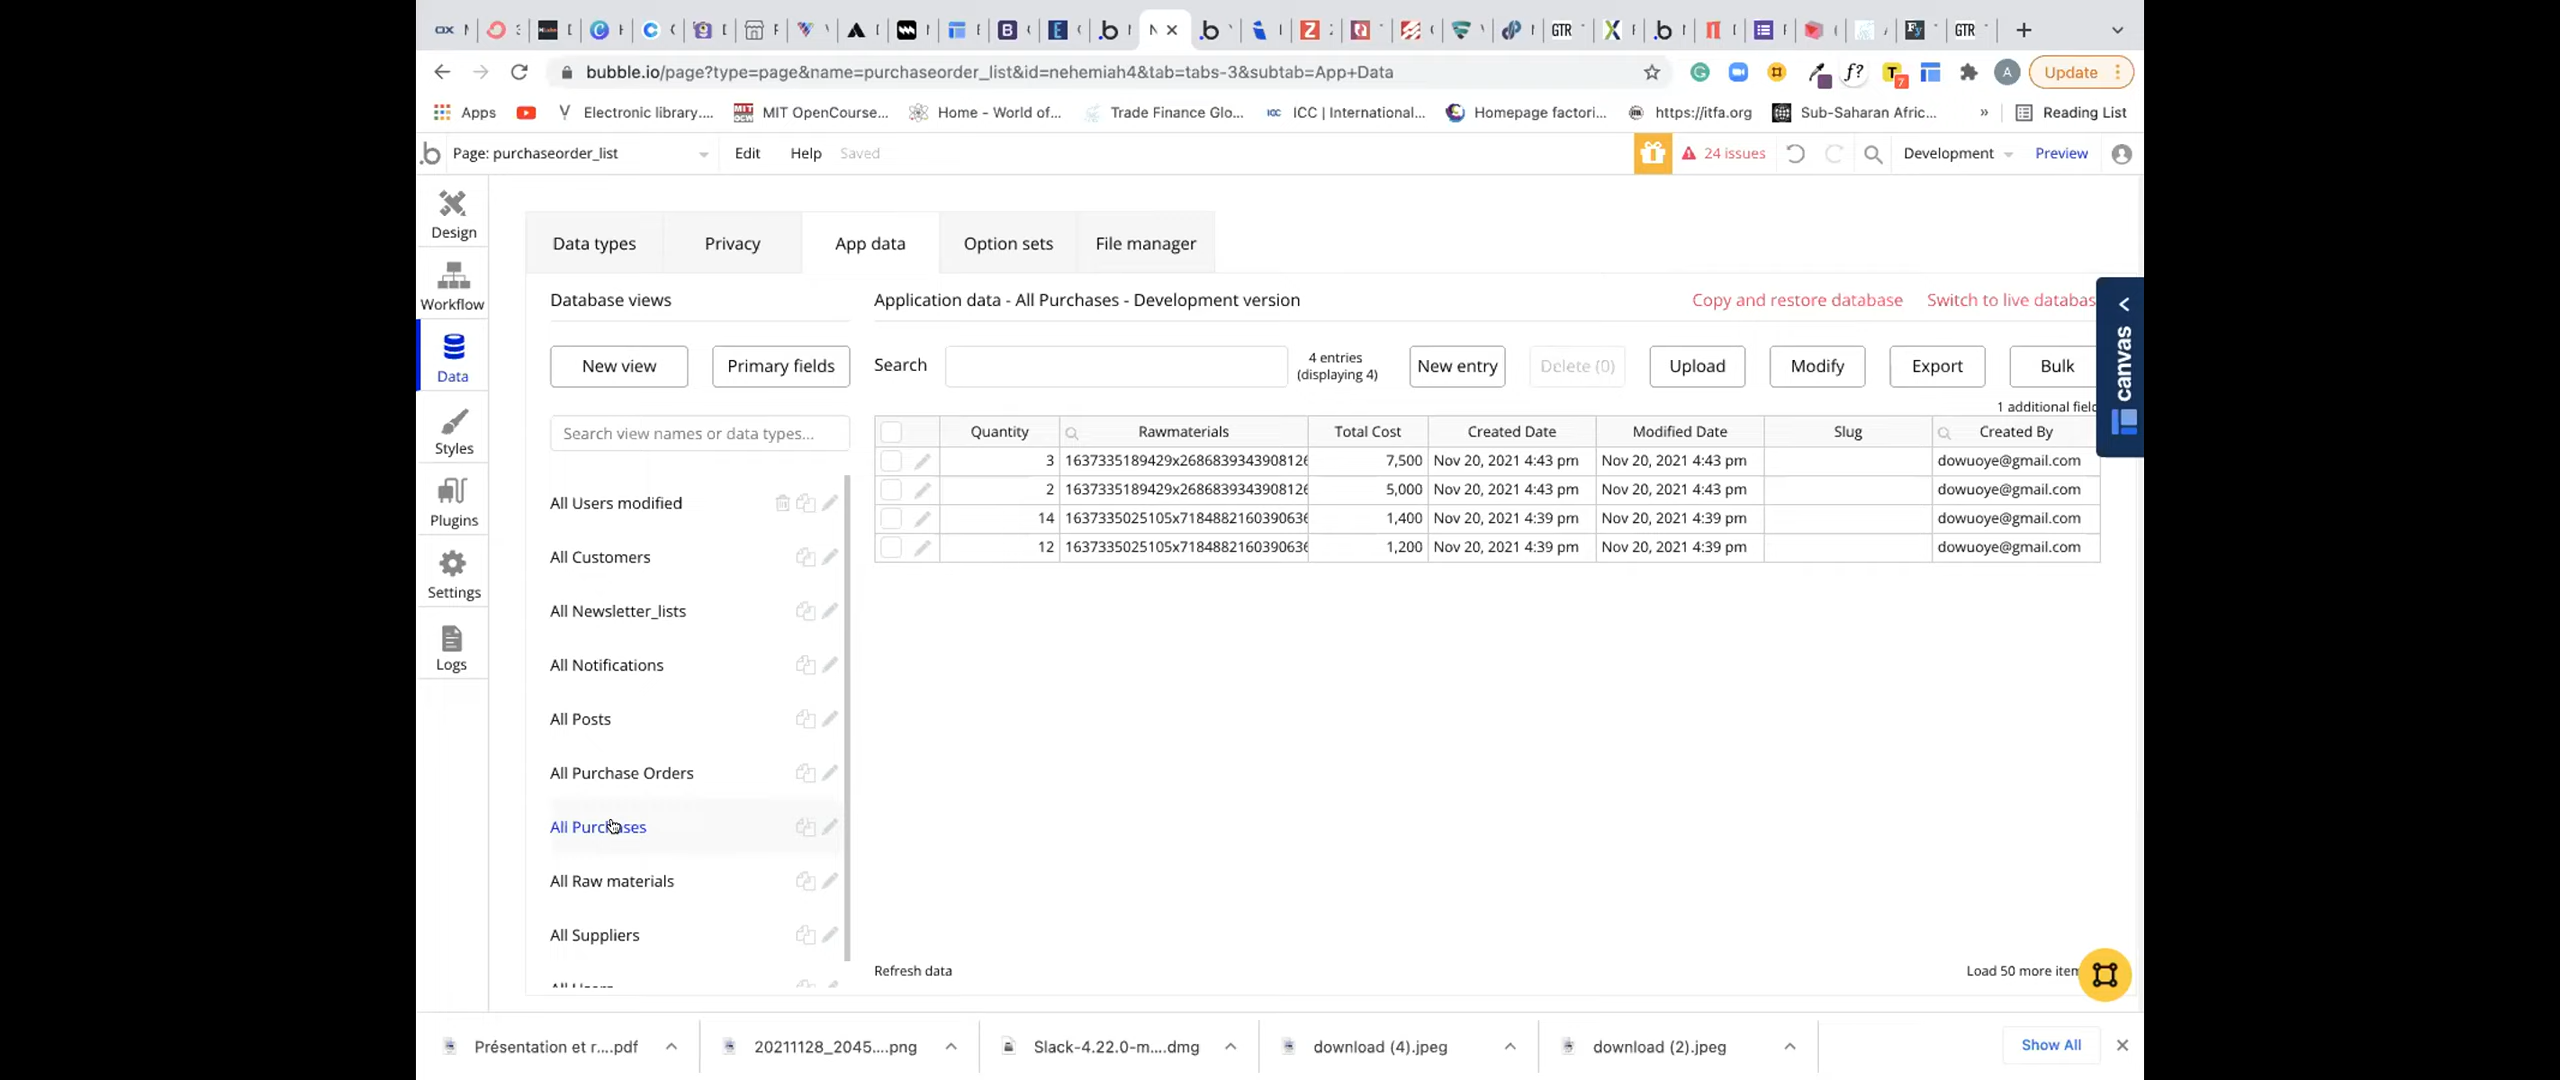 bubble.io/page?type=page&name=purchaseorder_list&id=nehemiah4&tab=tabs-3&subtab=App+Data
Update
Apps
Electronic library....
MIT OpenCourse...
Home - World of...
Trade Finance Glo...
ICC | International...
Homepage factori...
https://itfa.org
Sub-Saharan Afric...
»
Reading List
Page: purchaseorder_list
Edit
Help
Saved
24 issues
Development
Preview
Design
Workflow
Data
Styles
Plugins
Settings
Logs
Data types
Privacy
App data
Option sets
File manager
Database views
New view
Primary fields
Search view names or data types...
All Users modified
All Customers
All Newsletter_lists
All Notifications
All Posts
All Purchase Orders
All Purchases
All Raw materials
All Suppliers
Application data - All Purchases - Development version
Copy and restore database
Switch to live databas
Search
4 entries
(displaying 4)
New entry
Delete (0)
Upload
Modify
Export
Bulk
1 additional field
Quantity Rawmaterials Total Cost Created Date Modified Date Slug Created By
3 1637335189429x2686839343908126 7,500 Nov 20, 2021 4:43 pm Nov 20, 2021 4:43 pm dowuoye@gmail.com
2 1637335189429x2686839343908126 5,000 Nov 20, 2021 4:43 pm Nov 20, 2021 4:43 pm dowuoye@gmail.com
14 1637335025105x7184882160390636 1,400 Nov 20, 2021 4:39 pm Nov 20, 2021 4:39 pm dowuoye@gmail.com
12 1637335025105x7184882160390636 1,200 Nov 20, 2021 4:39 pm Nov 20, 2021 4:39 pm dowuoye@gmail.com
Refresh data
Load 50 more item
canvas
Présentation et r....pdf
20211128_2045....png
Slack-4.22.0-m....dmg
download (4).jpeg
download (2).jpeg
Show All